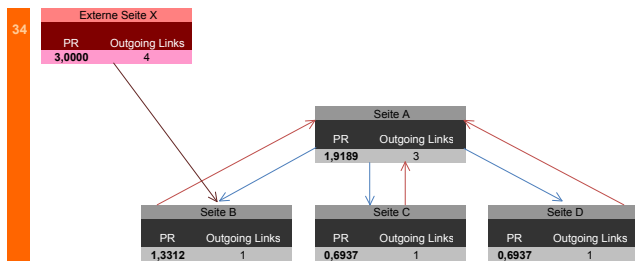 34
Externe Seite X
PR Outgoing Links
3,0000 4
Seite A
PR Outgoing Links
1,9189 3
Seite B
PR Outgoing Links
1,3312 1
Seite C
PR Outgoing Links
0,6937 1
Seite D
PR Outgoing Links
0,6937 1